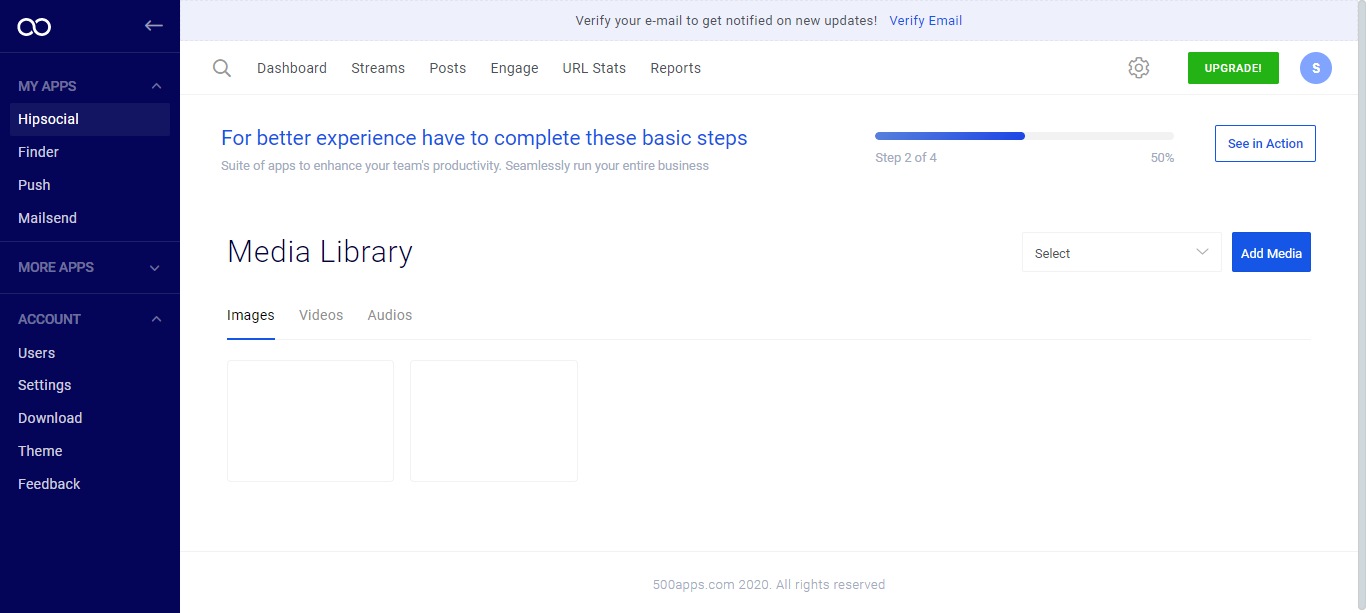 Verify your e-mail to get notified on new updates! Verify Email
Dashboard Streams Posts Engage URL Stats Reports UPGRADE! S
MY APPS
Hipsocial
Finder
Push
Mailsend
MORE APPS
ACCOUNT
Users
Settings
Download
Theme
Feedback
For better experience have to complete these basic steps
Suite of apps to enhance your team's productivity. Seamlessly run your entire business
Step 2 of 4 50%
See in Action
Media Library
Select
Add Media
Images Videos Audios
500apps.com 2020. All rights reserved